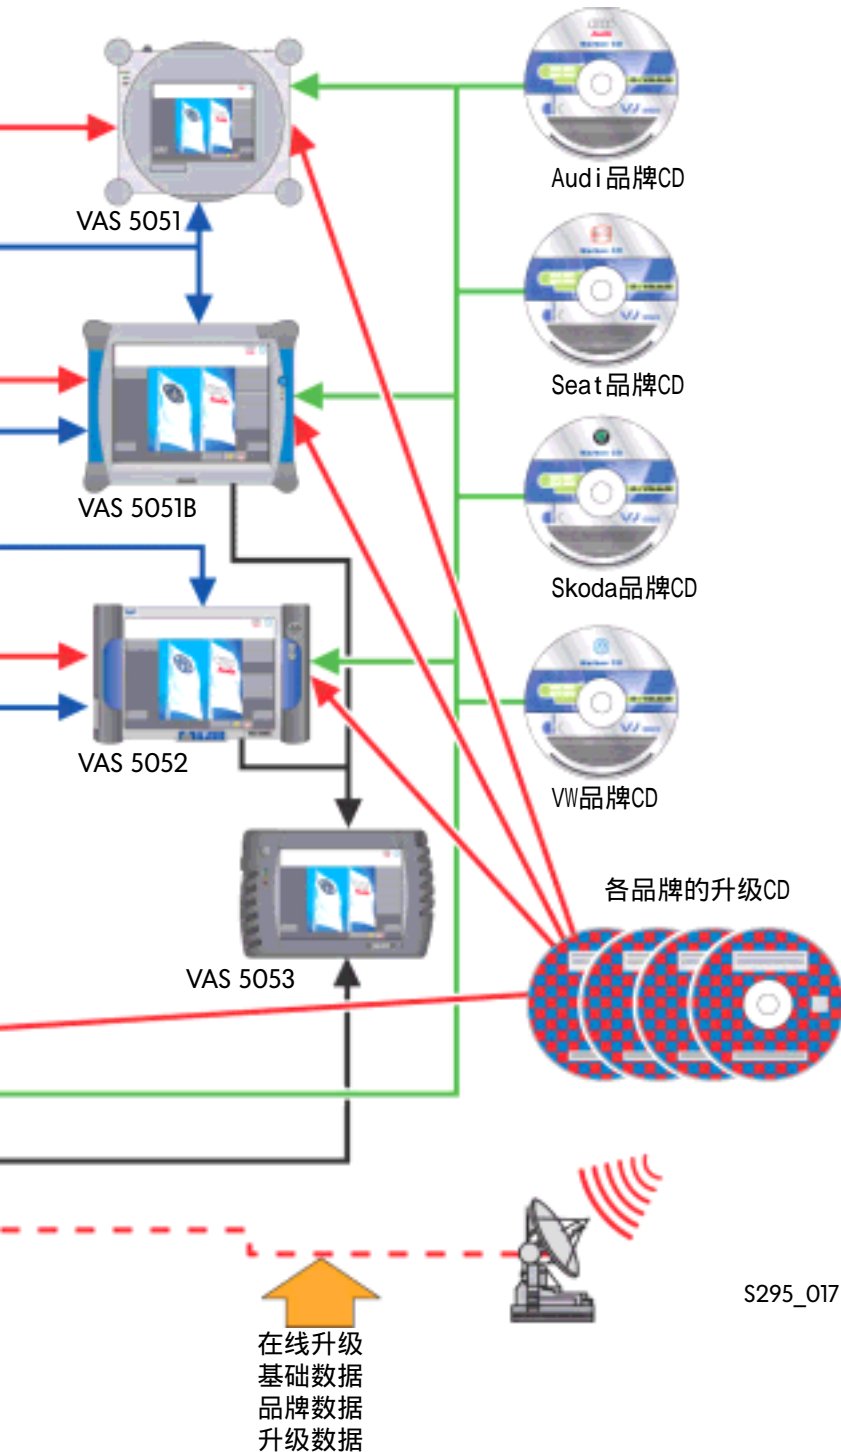 Audi品牌CD
VAS 5051
Seat品牌CD
VAS 5051B
Skoda品牌CD
VAS 5052
VW品牌CD
各品牌的升级CD
VAS 5053
S295_017
在线升级
基础数据
品牌数据
升级数据